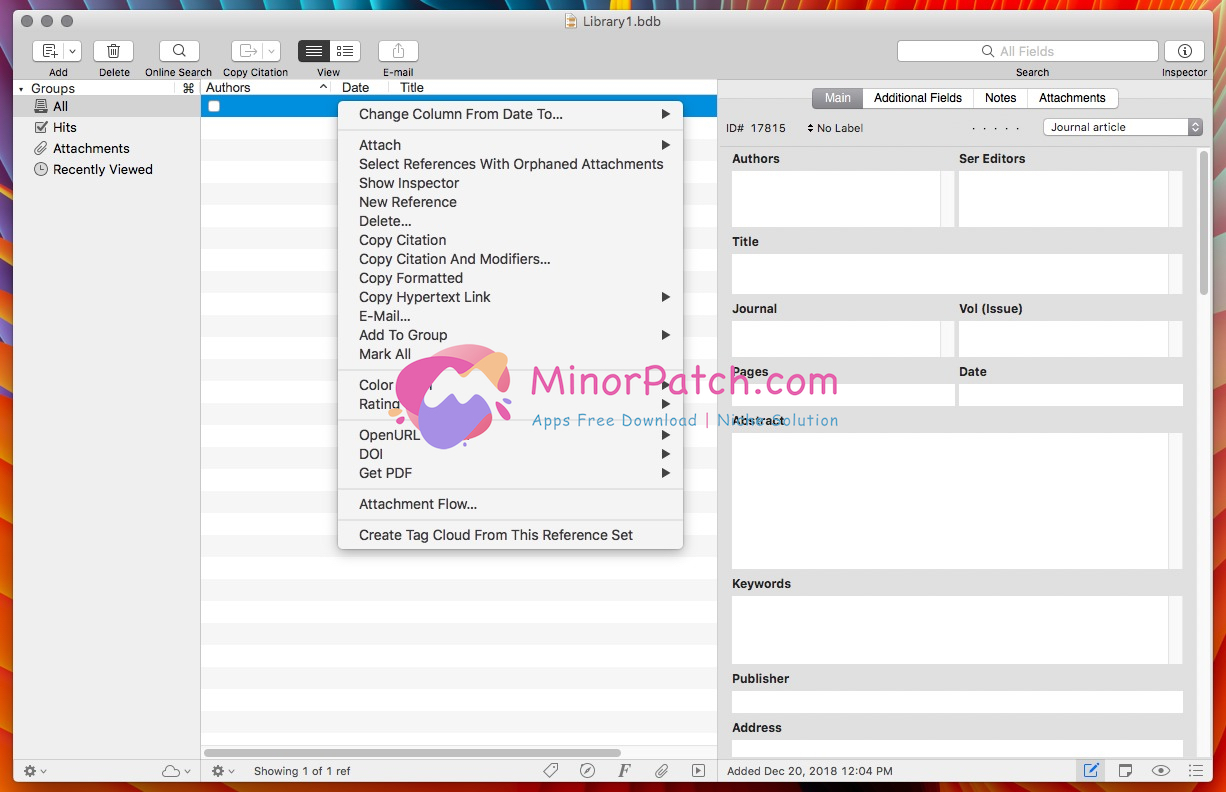 Library1.bdb
All Fields
Add
Delete
Online Search
Copy Citation
View
E-mail
Search
Inspector
Groups
⌘
All
Hits
Attachments
Recently Viewed
Authors
Date
Title
Change Column From Date To...
Attach
Select References With Orphaned Attachments
Show Inspector
New Reference
Delete...
Copy Citation
Copy Citation And Modifiers...
Copy Formatted
Copy Hypertext Link
E-Mail...
Add To Group
Mark All
Color
Rating
OpenURL
DOI
Get PDF
Attachment Flow...
Create Tag Cloud From This Reference Set
MinorPatch.com
Apps Free Download | Niche Solution
Main
Additional Fields
Notes
Attachments
ID# 17815
No Label
· · · · ·
Journal article
Authors
Ser Editors
Title
Journal
Vol (Issue)
Pages
Date
Abstract
Keywords
Publisher
Address
Showing 1 of 1 ref
F
Added Dec 20, 2018 12:04 PM